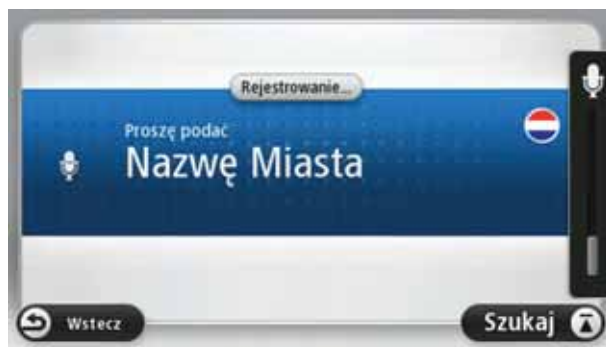 Rejestrowanie...
Proszę podać
Nazwę Miasta
Wstecz
Szukaj